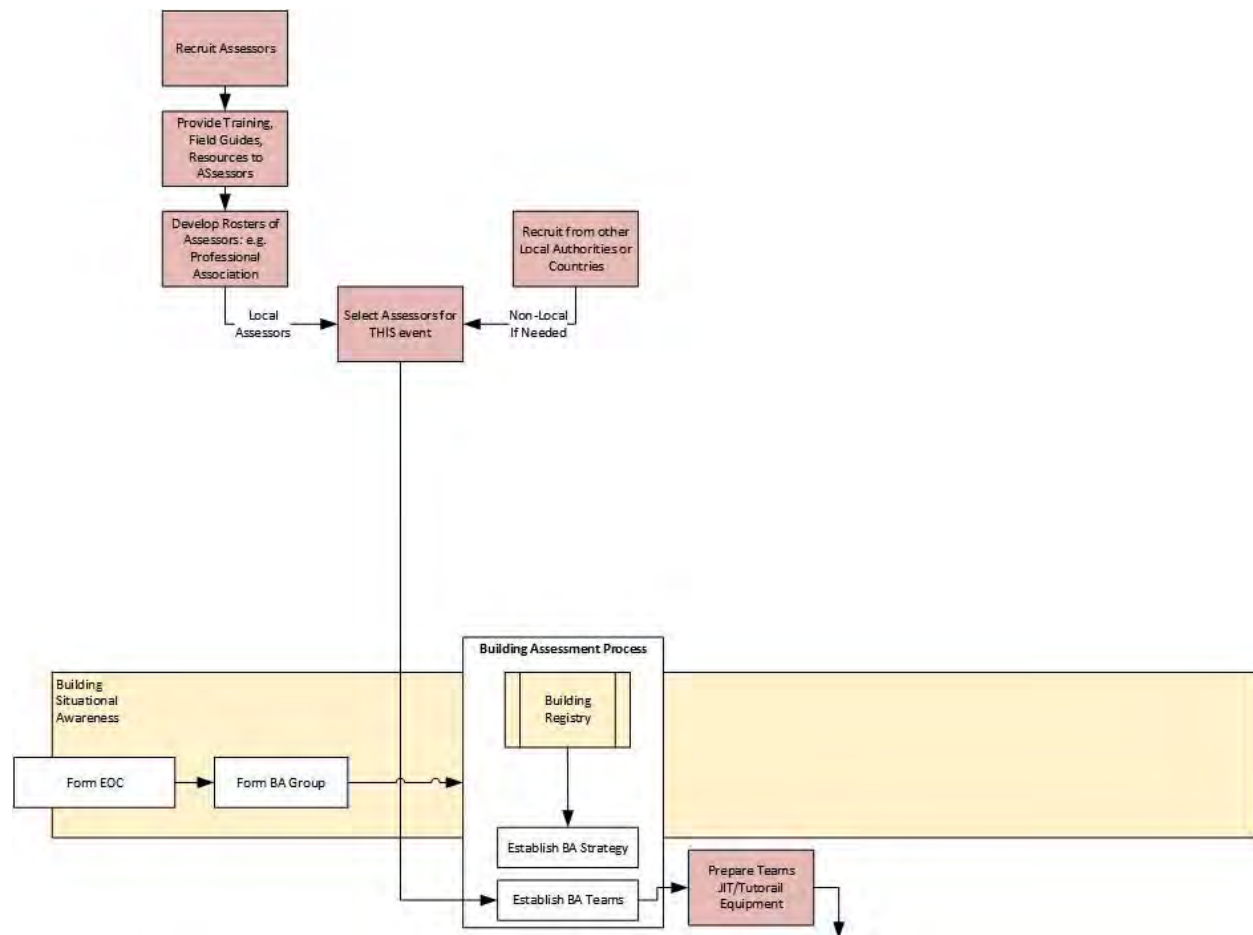 Recruit Assessors
Provide Training,
Field Guides,
Resources to
ASsessors
Develop Rosters of
Assessors: e.g.
Professional
Association
Recruit from other
Local Authorities or
Countries
Local
Assessors
Select Assessors for
THIS event
Non-Local
If Needed
Building Assessment Process
Building
Situational
Awareness
Building
Registry
Form EOC
Form BA Group
Establish BA Strategy
Establish BA Teams
Prepare Teams
JIT/Tutorail
Equipment